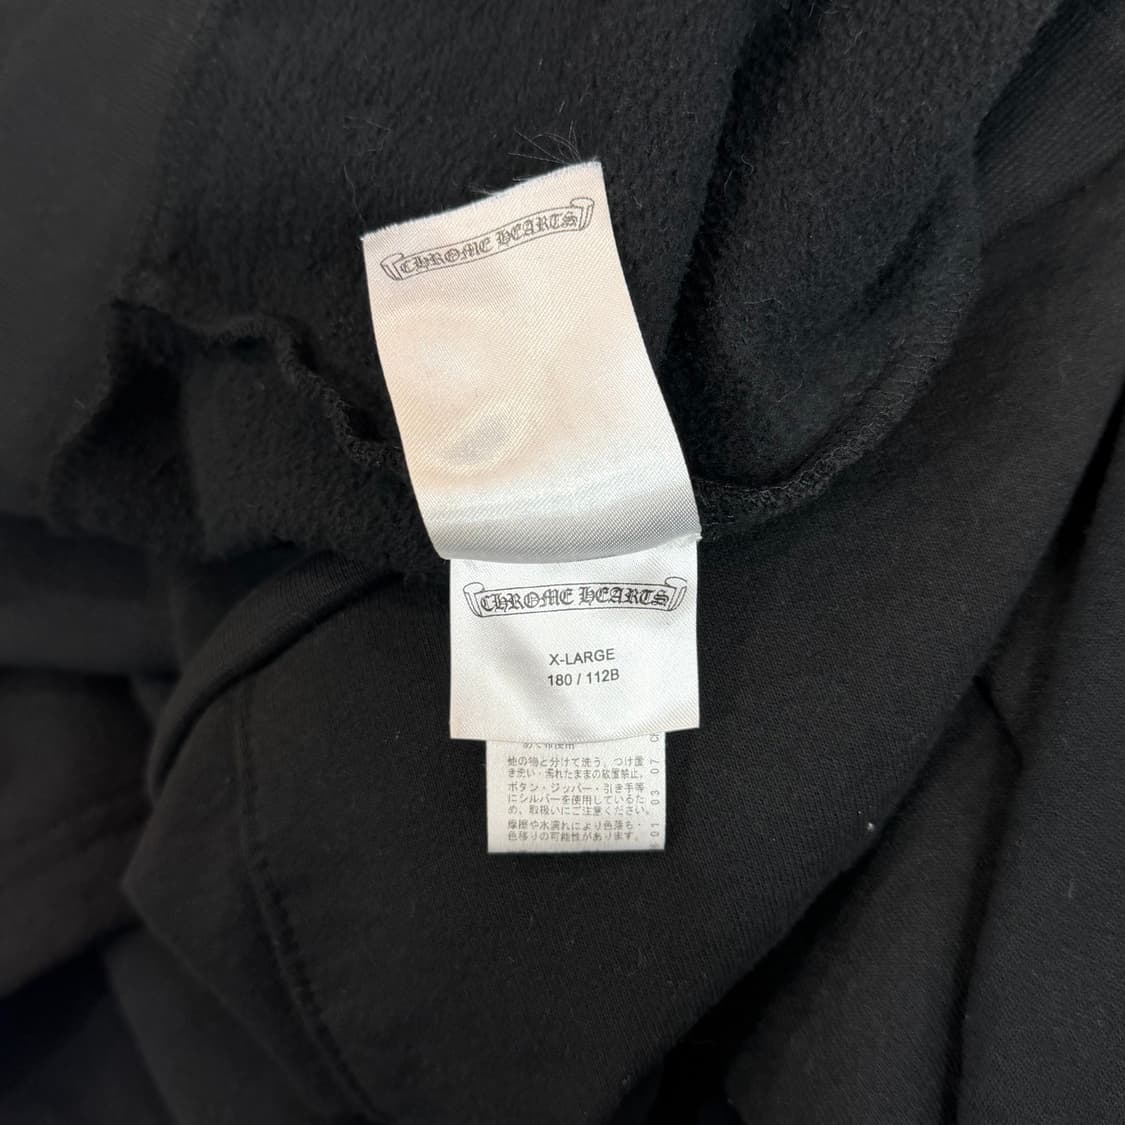 CHROME HEARTS
CHROME HEARTS
X-LARGE
180 / 112B
他の物と分けて洗う。つけ置
き洗い・濡れたままの放置禁止。
ボタン・ジッパー・引き手等
にシルバーを使用しているた
め、取扱いにご注意ください。
摩擦や水濡れにより色落ち・
色移りの可能性があります。
01 03 07